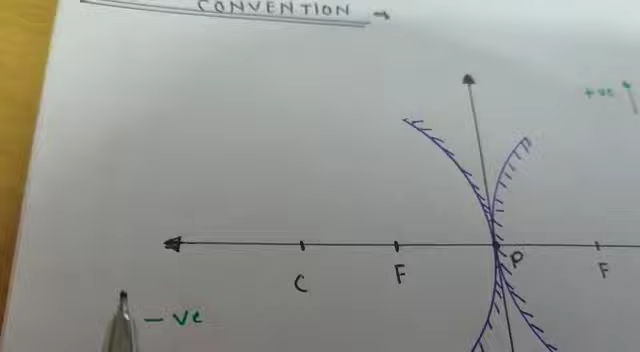 CONVENTION →
+ve
P
C F F
- ve